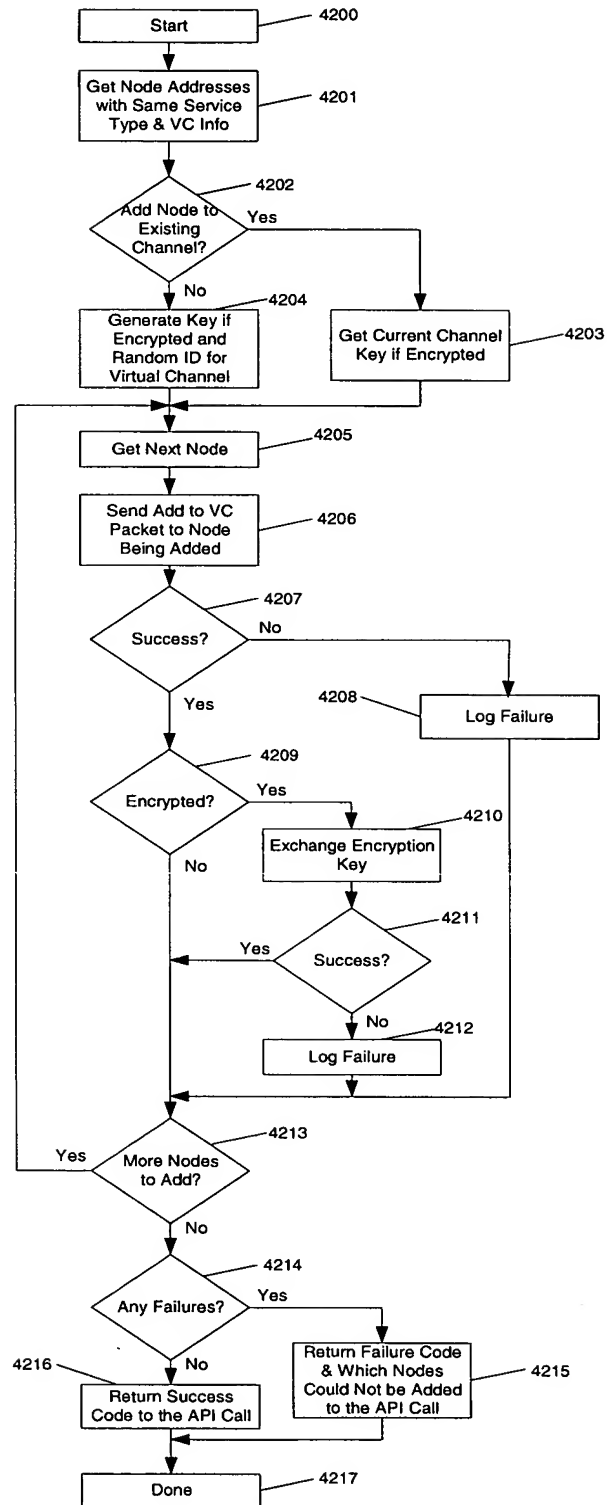 Start
4200
Get Node Addresses
with Same Service
Type & VC Info
4201
4202
Add Node to
Existing
Channel?
Yes
No
4204
Generate Key if
Encrypted and
Random ID for
Virtual Channel
Get Current Channel
Key if Encrypted
4203
4205
Get Next Node
Send Add to VC
Packet to Node
Being Added
4206
4207
Success?
No
Yes
4208
Log Failure
4209
Encrypted?
Yes
No
4210
Exchange Encryption
Key
4211
Yes
Success?
No
4212
Log Failure
4213
Yes
More Nodes
to Add?
No
4214
Any Failures?
Yes
No
4216
Return Success
Code to the API Call
Return Failure Code
& Which Nodes
Could Not be Added
to the API Call
4215
Done
4217